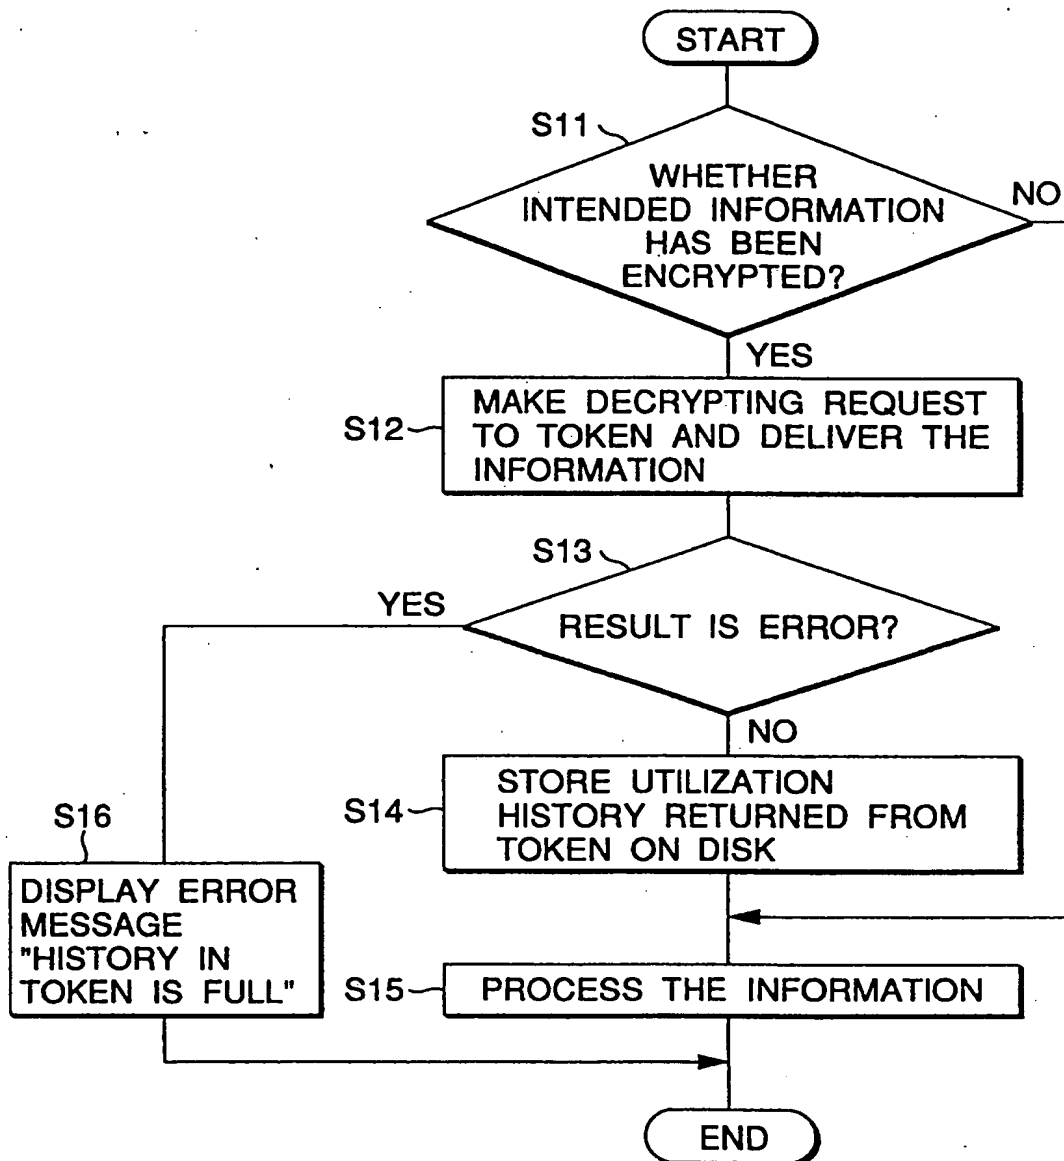 START
S11
WHETHER
INTENDED INFORMATION
HAS BEEN
ENCRYPTED?
NO
YES
S12
MAKE DECRYPTING REQUEST
TO TOKEN AND DELIVER THE
INFORMATION
S13
YES
RESULT IS ERROR?
NO
S14
STORE UTILIZATION
HISTORY RETURNED FROM
TOKEN ON DISK
S16
DISPLAY ERROR
MESSAGE
"HISTORY IN
TOKEN IS FULL"
S15
PROCESS THE INFORMATION
END